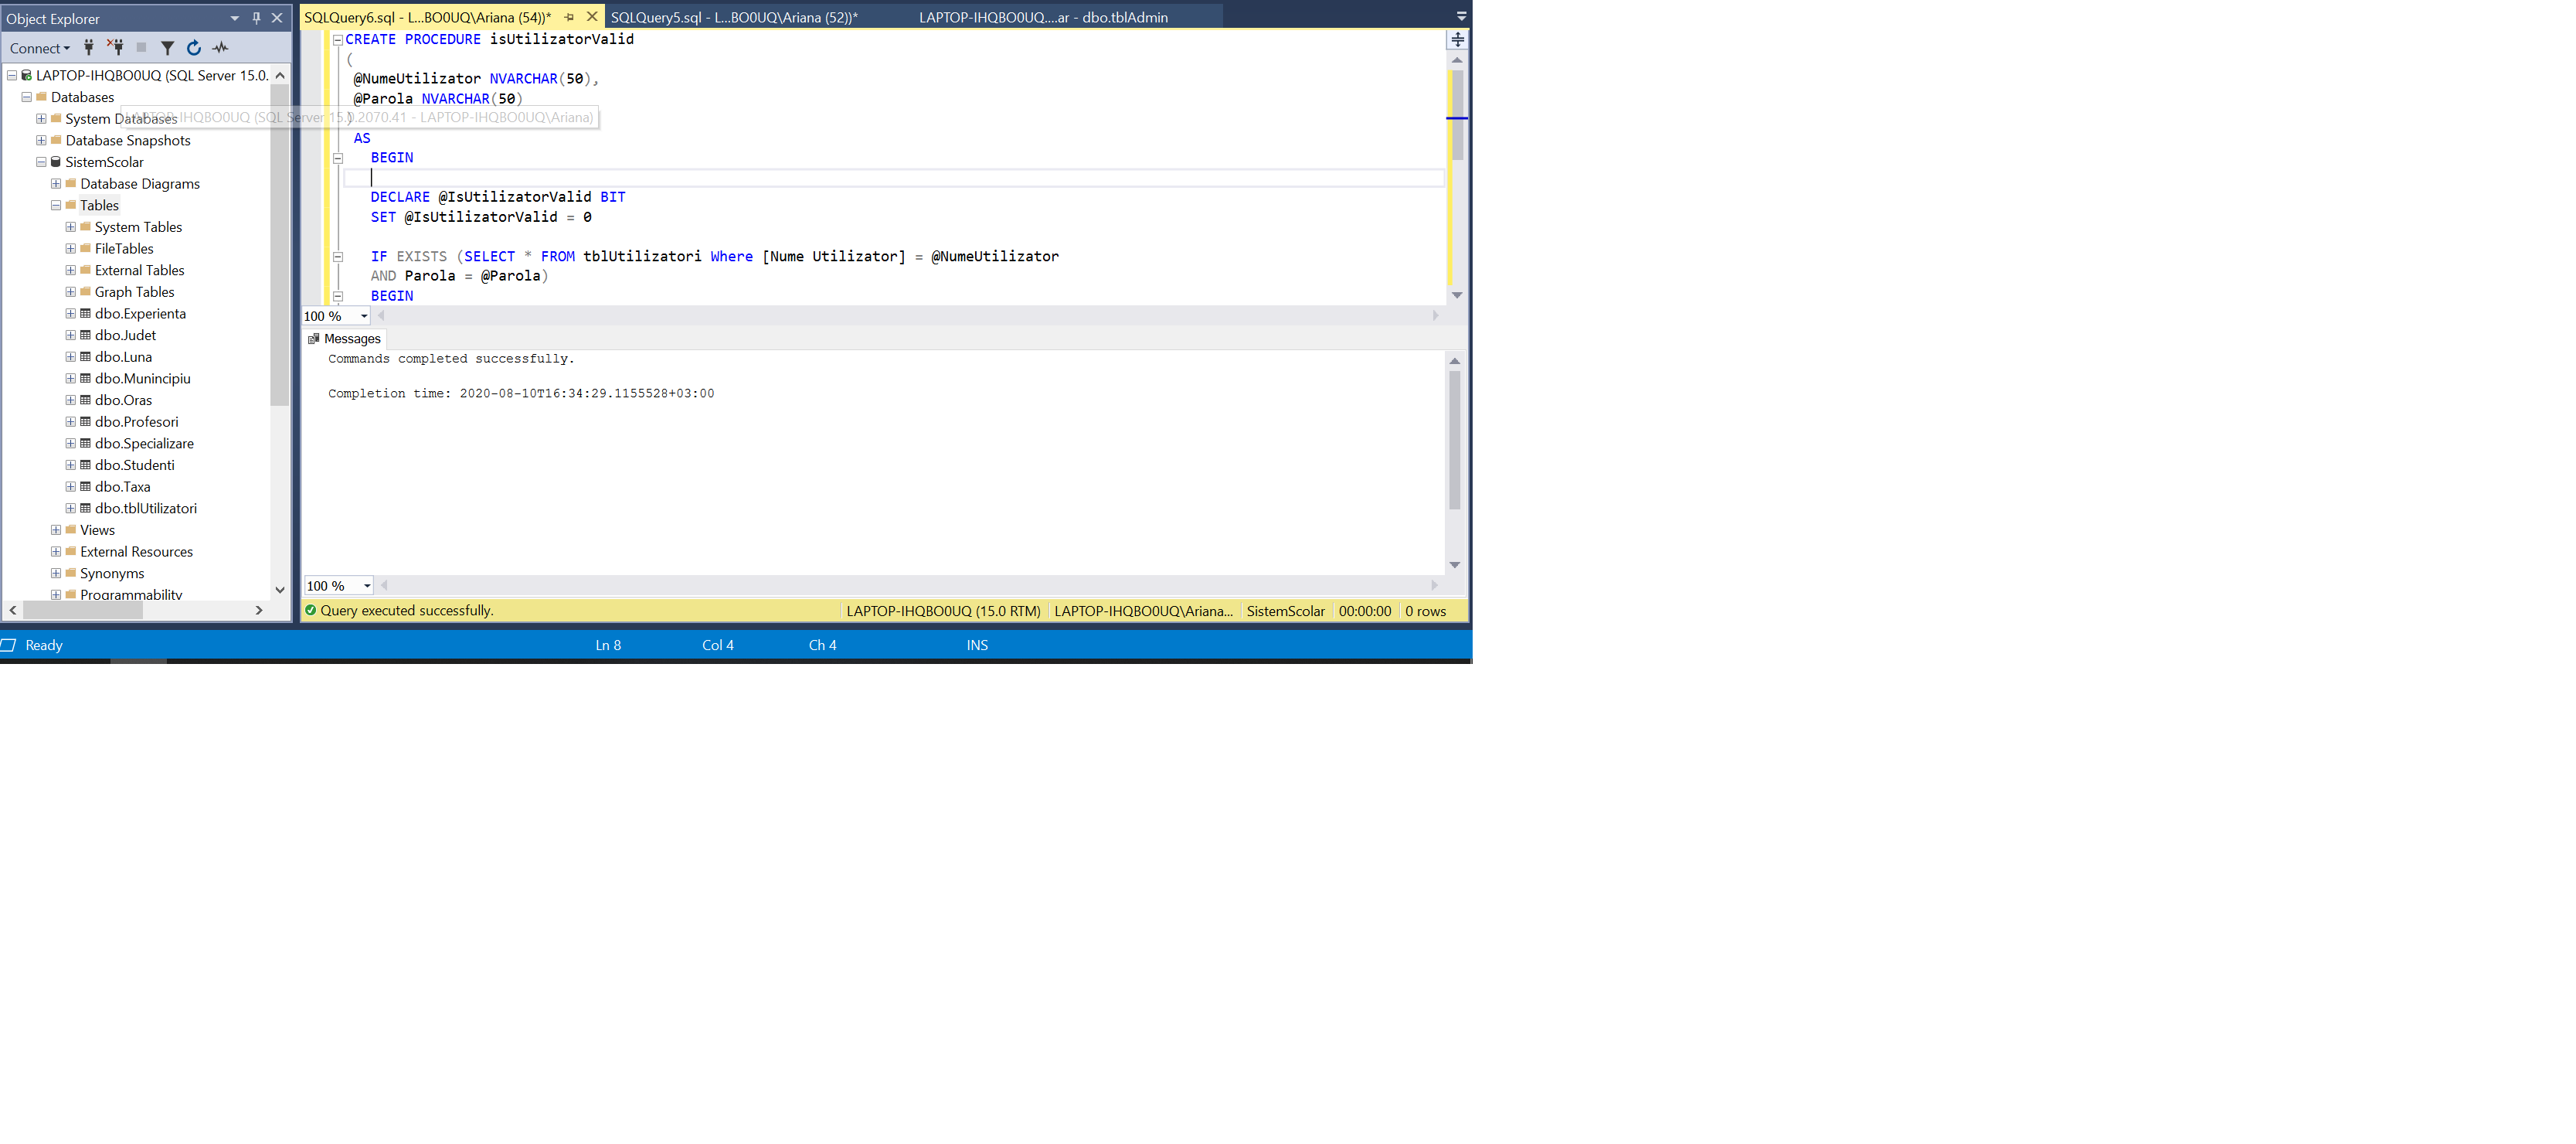 Object Explorer
Connect
LAPTOP-IHQBO0UQ (SQL Server 15.0.
Databases
System Databases
Database Snapshots
SistemScolar
Database Diagrams
Tables
System Tables
FileTables
External Tables
Graph Tables
dbo.Experienta
dbo.Judet
dbo.Luna
dbo.Munincipiu
dbo.Oras
dbo.Profesori
dbo.Specializare
dbo.Studenti
dbo.Taxa
dbo.tblUtilizatori
Views
External Resources
Synonyms
Programmability
LAPTOP-IHQBO0UQ (SQL Server 15.0.2070.41 - LAPTOP-IHQBO0UQ\Ariana)
SQLQuery6.sql - L...BO0UQ\Ariana (54))*
SQLQuery5.sql - L...BO0UQ\Ariana (52))*
LAPTOP-IHQBO0UQ....ar - dbo.tblAdmin
CREATE PROCEDURE isUtilizatorValid
(
@NumeUtilizator NVARCHAR(50),
@Parola NVARCHAR(50)
)
AS
BEGIN
DECLARE @IsUtilizatorValid BIT
SET @IsUtilizatorValid = 0
IF EXISTS (SELECT * FROM tblUtilizatori Where [Nume Utilizator] = @NumeUtilizator
AND Parola = @Parola)
BEGIN
100 %
Messages
Commands completed successfully.
Completion time: 2020-08-10T16:34:29.1155528+03:00
100 %
Query executed successfully.
LAPTOP-IHQBO0UQ (15.0 RTM)
LAPTOP-IHQBO0UQ\Ariana...
SistemScolar
00:00:00
0 rows
Ready
Ln 8
Col 4
Ch 4
INS